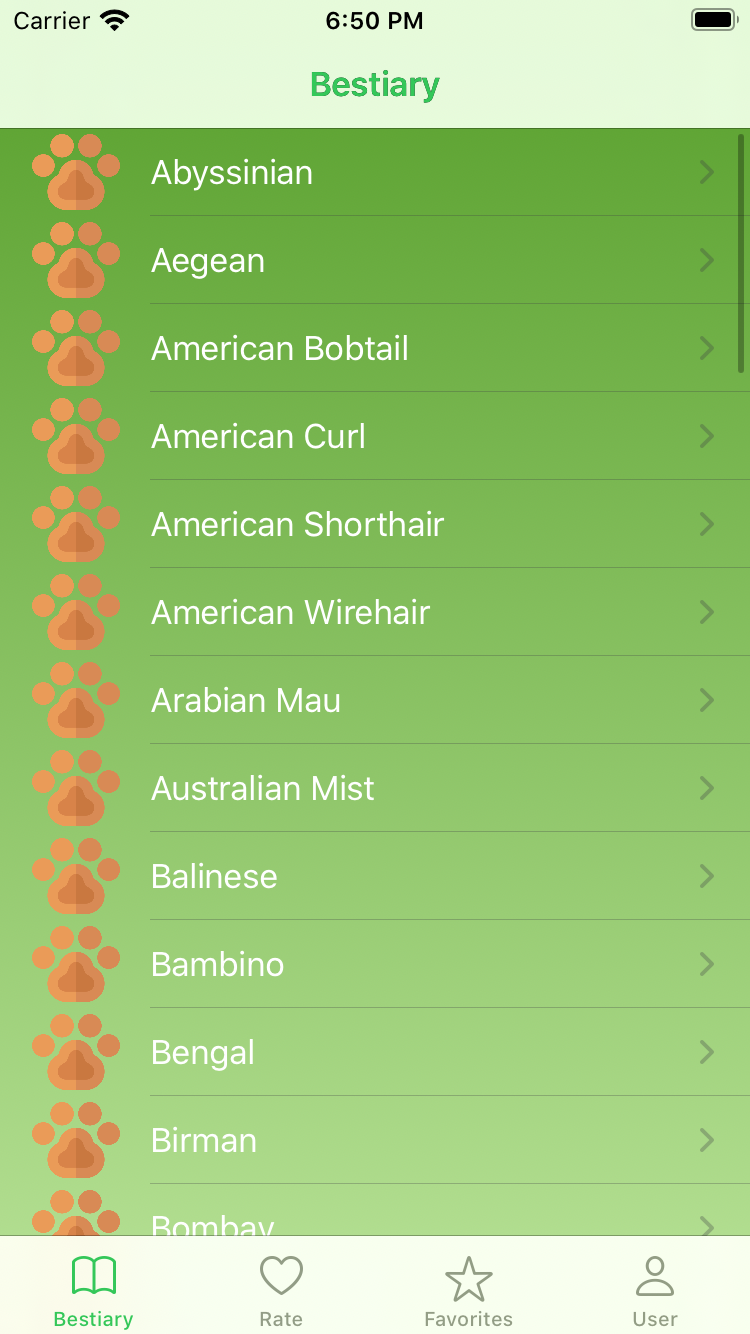 Carrier 6:50 PM
Bestiary
Abyssinian
Aegean
American Bobtail
American Curl
American Shorthair
American Wirehair
Arabian Mau
Australian Mist
Balinese
Bambino
Bengal
Birman
Bombay
Bestiary Rate Favorites User